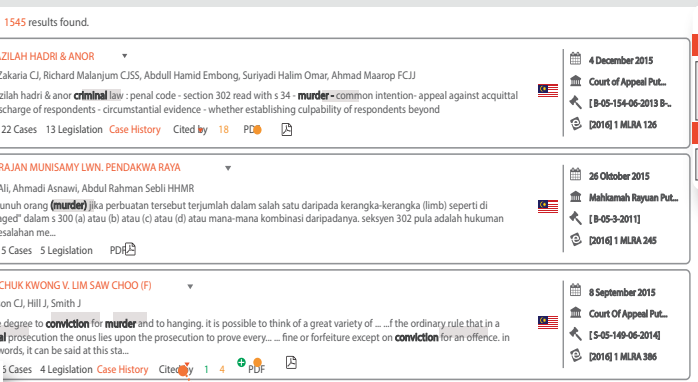 1545 results found.
AZILAH HADRI & ANOR
Zakaria CJ, Richard Malanjum CJSS, Abdull Hamid Embong, Suriyadi Halim Omar, Ahmad Maarop FCJJ
zilah hadri & anor criminal law : penal code - section 302 read with s 34 - murder - common intention- appeal against acquittal
scharge of respondents - circumstantial evidence - whether establishing culpability of respondents beyond
22 Cases 13 Legislation Case History Cited by 18 PDF
4 December 2015
Court of Appeal Put...
[ B-05-154-06-2013 B-..
[2016] 1 MLRA 126
RAJAN MUNISAMY LWN. PENDAKWA RAYA
Ali, Ahmadi Asnawi, Abdul Rahman Sebli HHMR
unuh orang (murder) jika perbuatan tersebut terjumlah dalam salah satu daripada kerangka-kerangka (limb) seperti di
aged" dalam s 300 (a) atau (b) atau (c) atau (d) atau mana-mana kombinasi daripadanya. seksyen 302 pula adalah hukuman
esalahan me...
5 Cases 5 Legislation PDF
26 Oktober 2015
Mahkamah Rayuan Put...
[ B-05-3-2011]
[2016] 1 MLRA 245
CHUK KWONG V. LIM SAW CHOO (F)
son CJ, Hill J, Smith J
e degree to conviction for murder and to hanging. it is possible to think of a great variety of ... ...f the ordinary rule that in a
al prosecution the onus lies upon the prosecution to prove every... ... fine or forfeiture except on conviction for an offence. in
words, it can be said at this sta...
5 Cases 4 Legislation Case History Cited by 1 4 PDF
8 September 2015
Court Of Appeal Put...
[ S-05-149-06-2014]
[2016] 1 MLRA 386